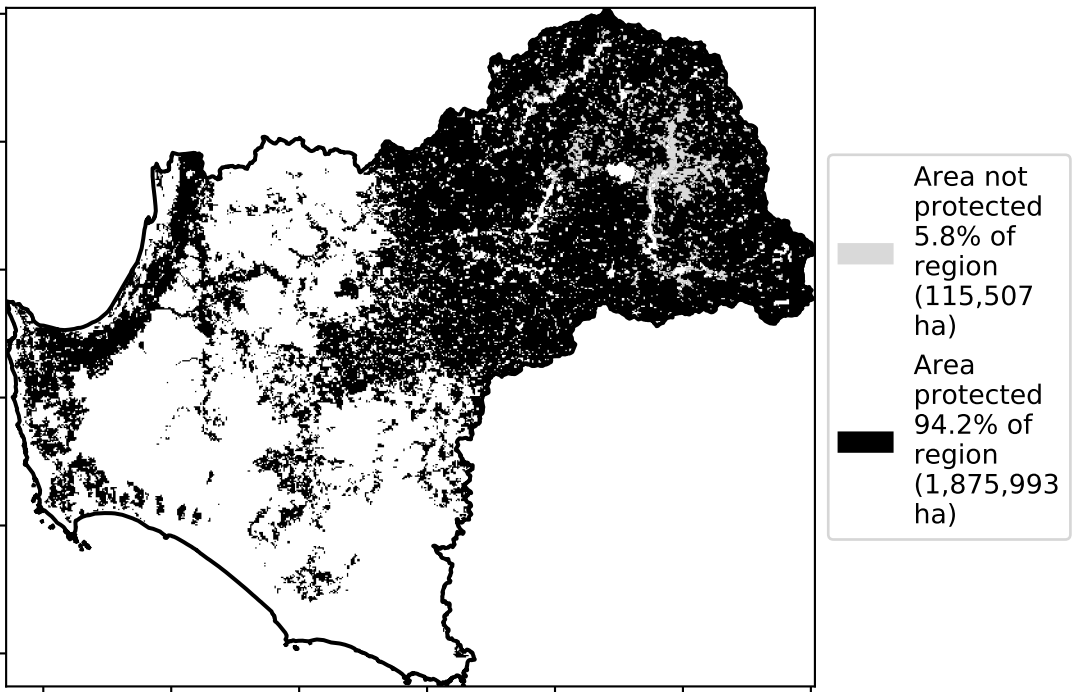 Area not
protected
5.8% of
region
(115,507
ha)
Area
protected
94.2% of
region
(1,875,993
ha)